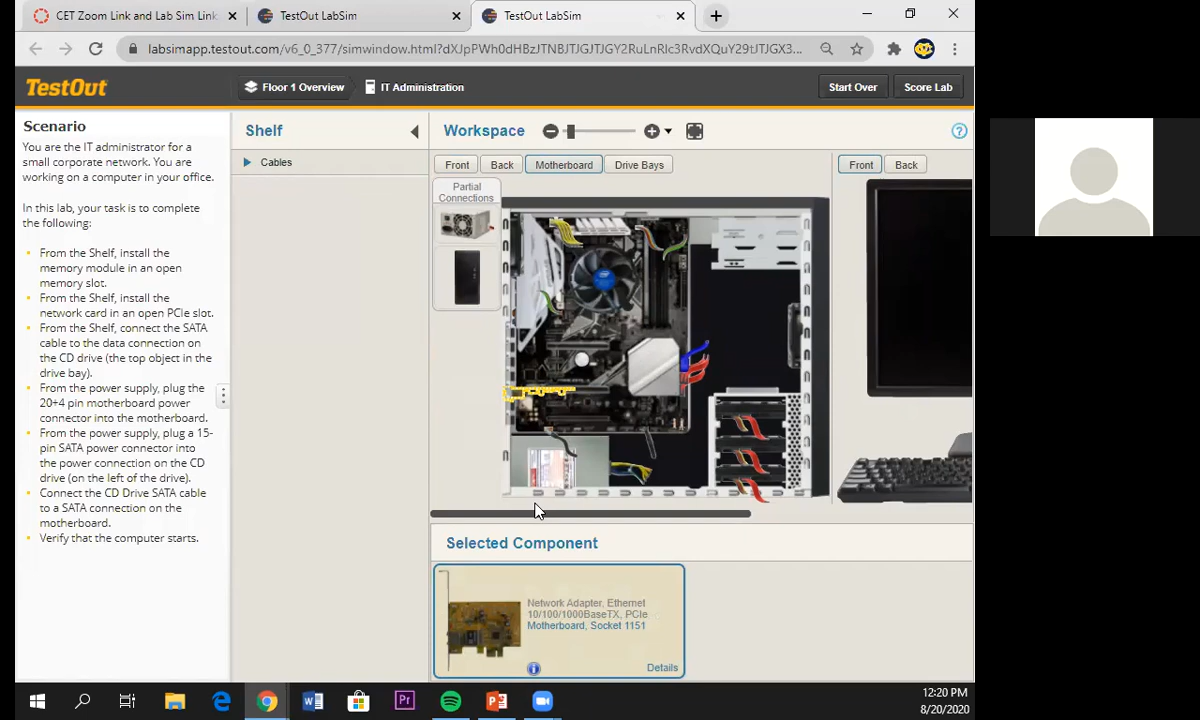 CET Zoom Link and Lab Sim Link
TestOut LabSim
TestOut LabSim
labsimapp.testout.com/v6_0_377/simwindow.html?dXJpPWh0dHBzJTNBJTJGJTJGY2RuLnRlc3RvdXQuY29tJTJGX3...
TestOut
Floor 1 Overview
IT Administration
Start Over
Score Lab
Scenario
You are the IT administrator for a
small corporate network. You are
working on a computer in your office.
In this lab, your task is to complete
the following:
From the Shelf, install the
memory module in an open
memory slot.
From the Shelf, install the
network card in an open PCIe slot.
From the Shelf, connect the SATA
cable to the data connection on
the CD drive (the top object in the
drive bay).
From the power supply, plug the
20+4 pin motherboard power
connector into the motherboard.
From the power supply, plug a 15-
pin SATA power connector into
the power connection on the CD
drive (on the left of the drive).
Connect the CD Drive SATA cable
to a SATA connection on the
motherboard.
Verify that the computer starts.
Shelf
Cables
Workspace
Front
Back
Motherboard
Drive Bays
Front
Back
Partial
Connections
Selected Component
Network Adapter, Ethernet
10/100/1000BaseTX, PCIe
Motherboard, Socket 1151
Details
12:20 PM
8/20/2020